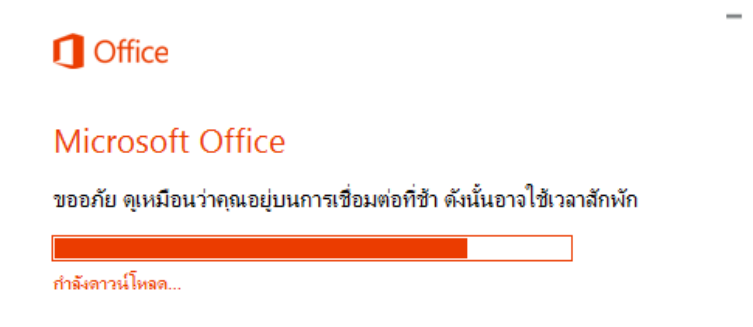 Office
Microsoft Office
ขออภัย ดูเหมือนว่าคุณอยู่บนการเชื่อมต่อที่ช้า ดังนั้นอาจใช้เวลาสักพัก
กำลังดาวน์โหลด...